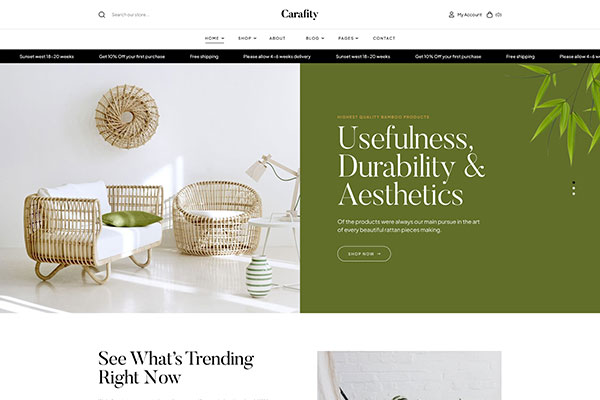 Search our store...
Carafity
My Account
(0)
HOME SHOP ABOUT BLOG PAGES CONTACT
Sunset west 18-20 weeks Get 10% Off your first purchase Free shipping Please allow 4-6 weeks delivery Sunset west 18-20 weeks Get 10% Off your first purchase Free shipping Please allow 4-6
HIGHEST QUALITY BAMBOO PRODUCTS
Usefulness,
Durability &
Aesthetics
Of the products were always our main pursue in the art
of every beautiful rattan pieces making.
SHOP NOW →
See What's Trending
Right Now